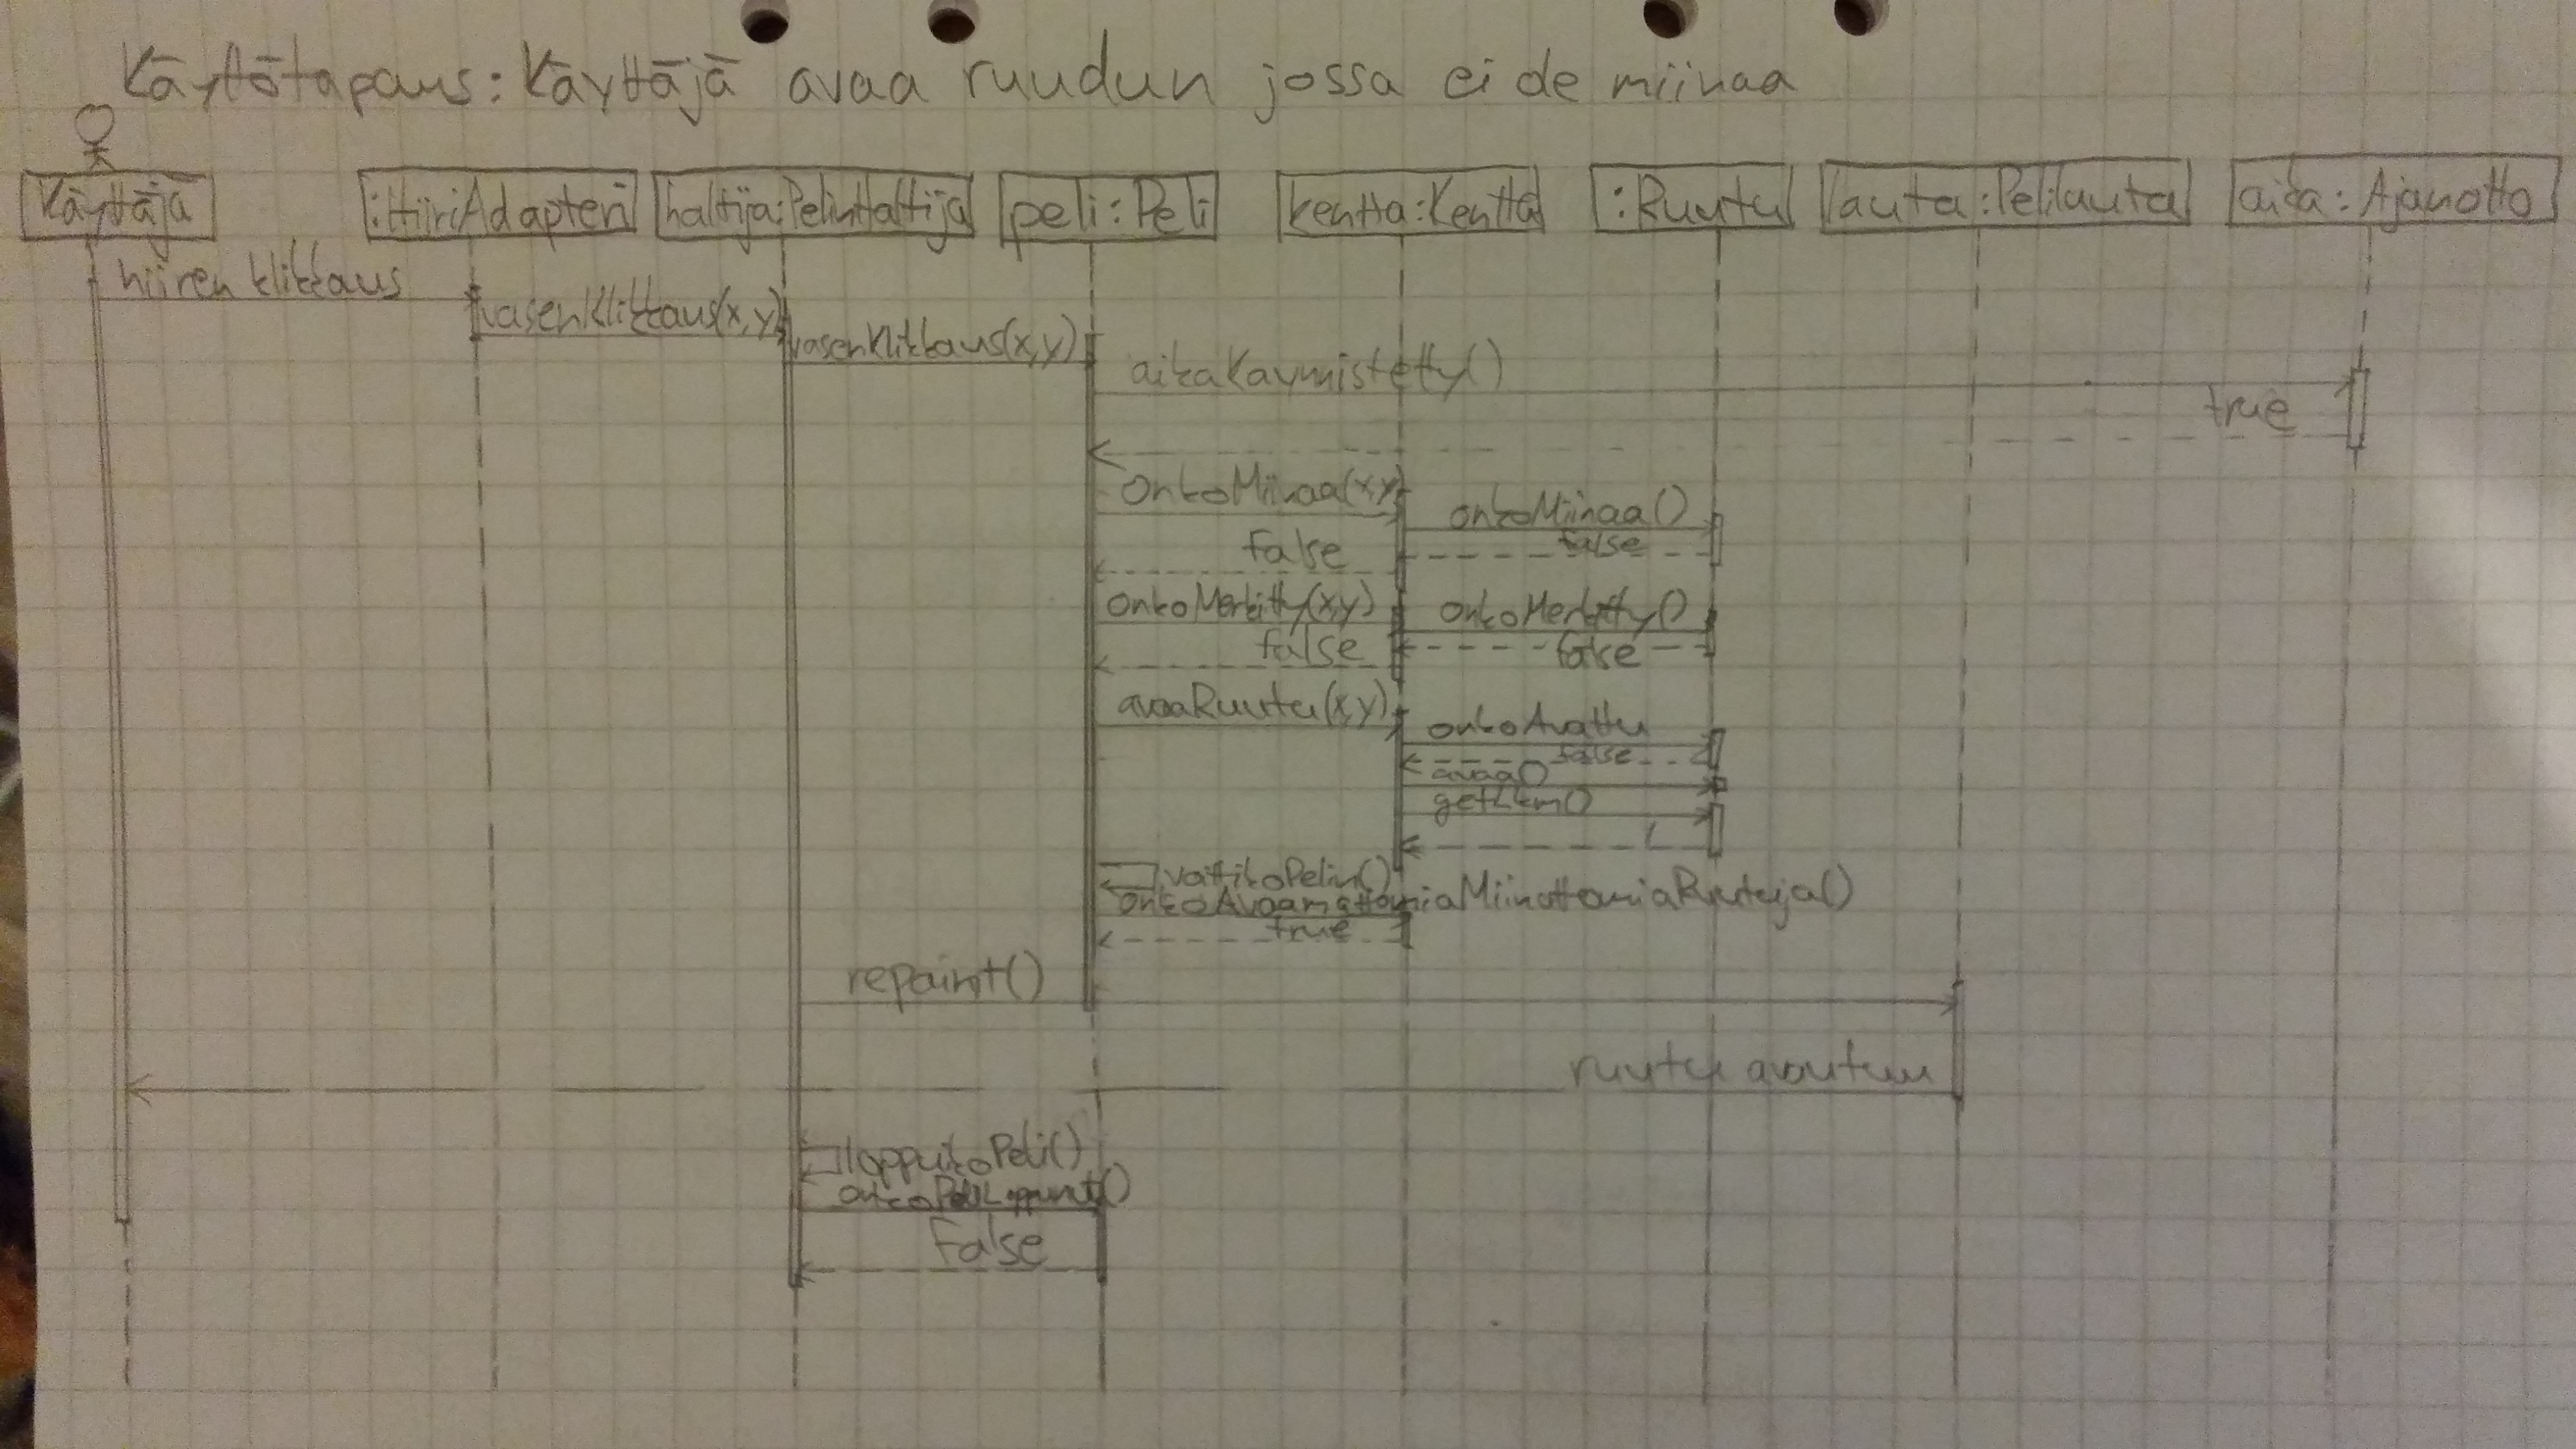 Käyttötapaus: Käyttäjä avaa ruudun jossa ei ole miinaa
Käyttäjä
:HiiriAdapteri
haltija:PelinHaltija
peli:Peli
kentta:Kentta
:Ruutu
lauta:Pelilauta
aika:Ajanotto
hiiren klikkaus
vasenKlikkaus(x,y)
vasenKlikkaus(x,y)
aikaKaynnistetty()
true
onkoMiinaa(x,y)
onkoMiinaa()
false
false
onkoMerkitty(x,y)
onkoMerkitty()
false
false
avaaRuutu(x,y)
onkoAvattu
false
avaa()
getLkm()
1
voittikoPelin()
onkoAvaamattomiaMiinattomiaRuutuja()
true
repaint()
ruutu avautuu
loppuikoPeli()
onkoPeliLoppunut()
false